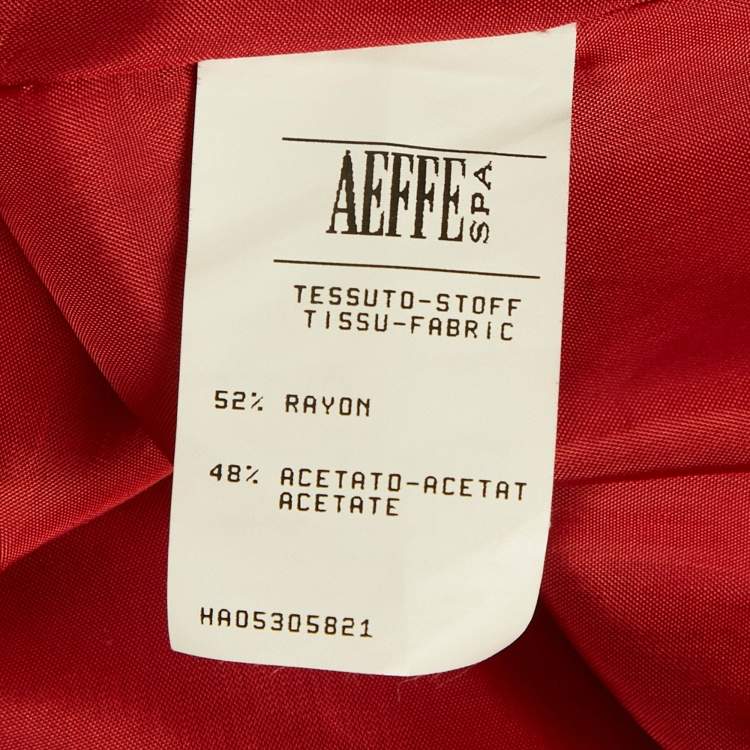 AEFFE SPA
TESSUTO-STOFF
TISSU-FABRIC
52% RAYON
48% ACETATO-ACETAT
ACETATE
HA05305821